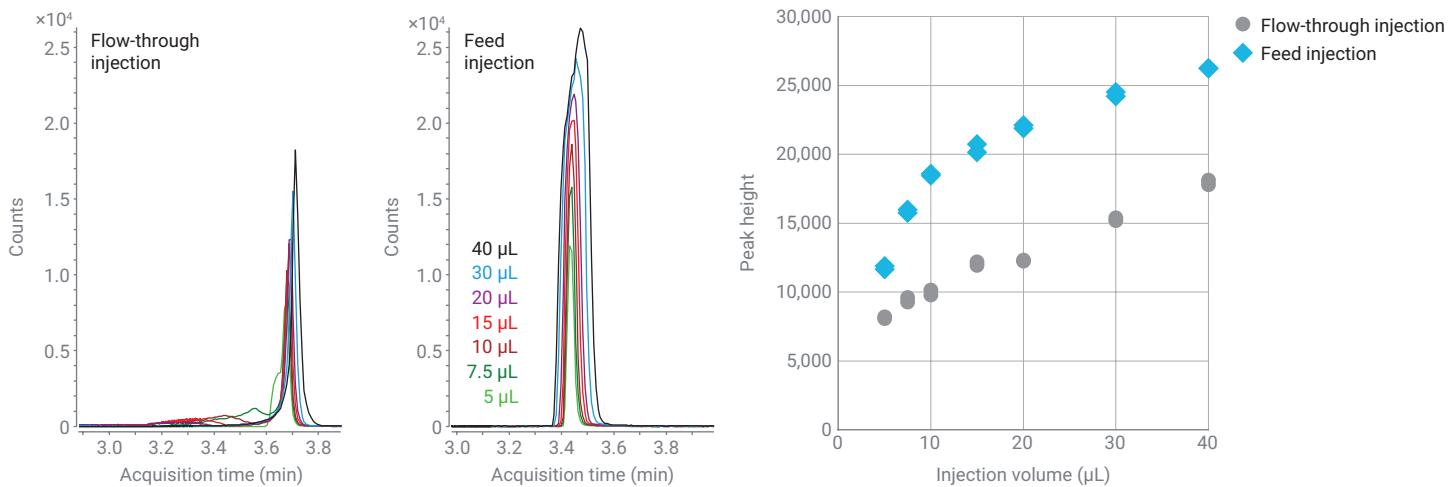 ×10⁴
Flow-through
injection
2.5
2.0
1.5
1.0
0.5
0
Counts
3.0
3.2
3.4
3.6
3.8
Acquisition time (min)
×10⁴
Feed
injection
2.5
2.0
1.5
1.0
0.5
0
Counts
40 µL
30 µL
20 µL
15 µL
10 µL
7.5 µL
5 µL
3.0
3.2
3.4
3.6
3.8
Acquisition time (min)
30,000
25,000
20,000
15,000
10,000
5,000
0
Peak height
0
10
20
30
40
Injection volume (µL)
Flow-through injection
Feed injection